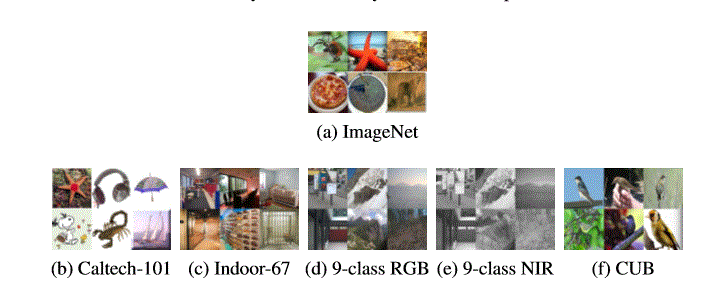 (a) ImageNet
(b) Caltech-101 (c) Indoor-67 (d) 9-class RGB (e) 9-class NIR (f) CUB